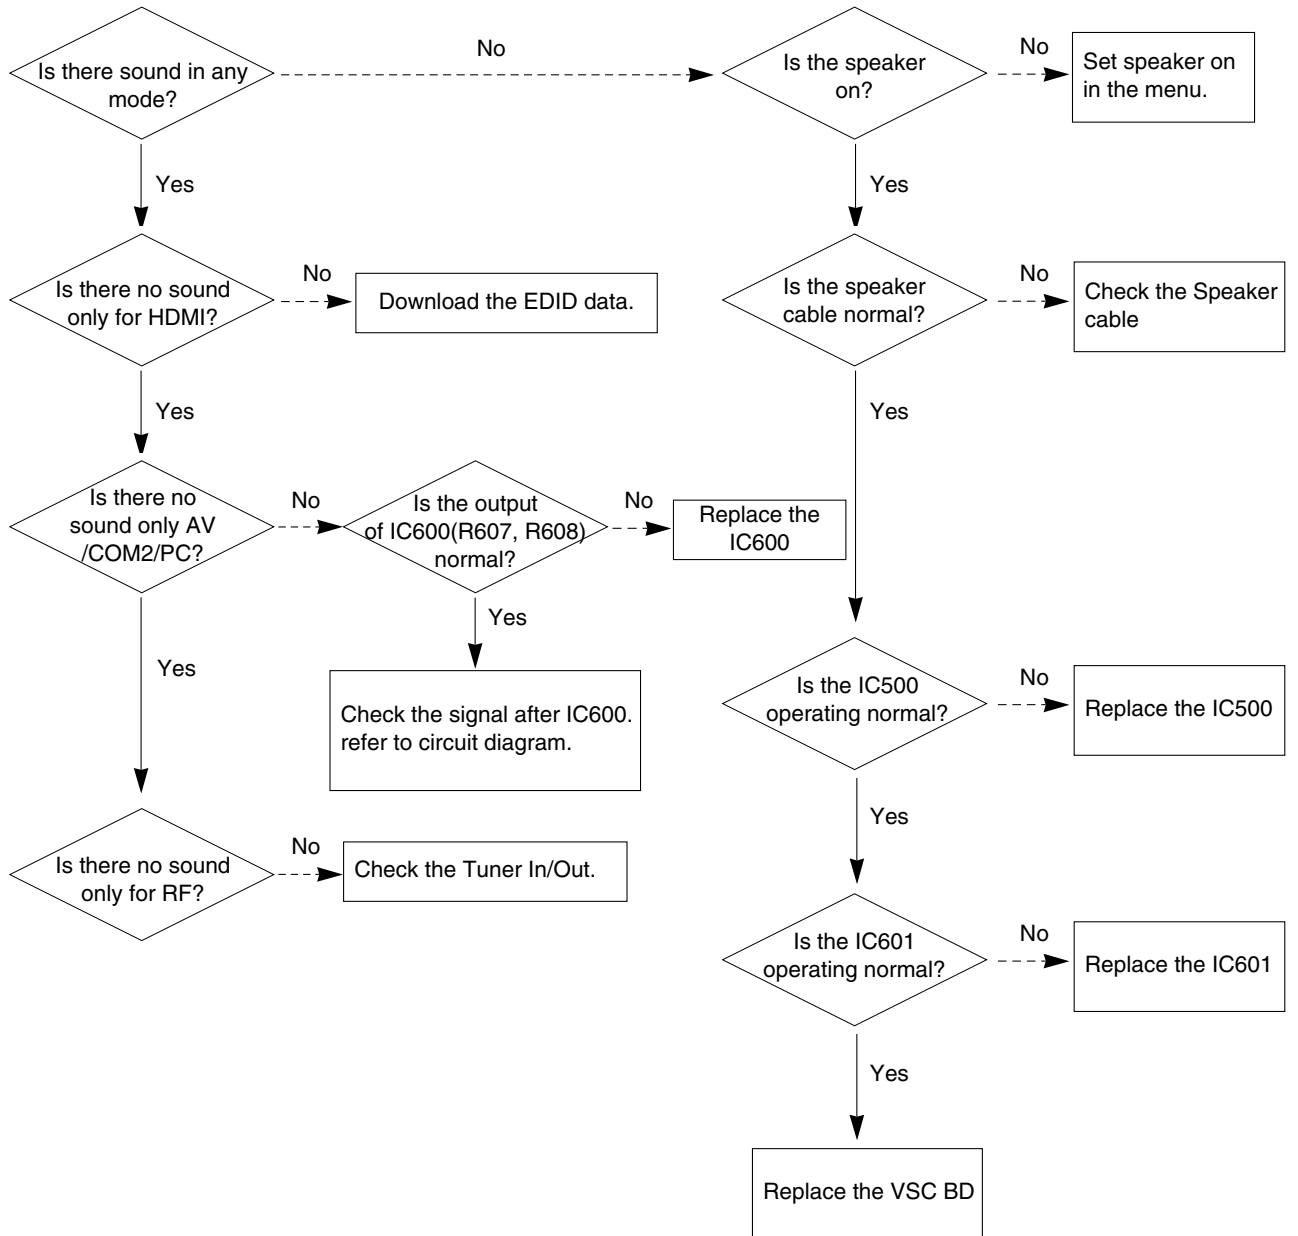 Is there sound in any
mode?
No
Is the speaker
on?
No
Set speaker on
in the menu.
Yes
Yes
Is there no sound
only for HDMI?
No
Download the EDID data.
Is the speaker
cable normal?
No
Check the Speaker
cable
Yes
Yes
Is there no
sound only AV
/COM2/PC?
No
Is the output
of IC600(R607, R608)
normal?
No
Replace the
IC600
Yes
Yes
Check the signal after IC600.
refer to circuit diagram.
Is the IC500
operating normal?
No
Replace the IC500
Yes
Is there no sound
only for RF?
No
Check the Tuner In/Out.
Is the IC601
operating normal?
No
Replace the IC601
Yes
Replace the VSC BD